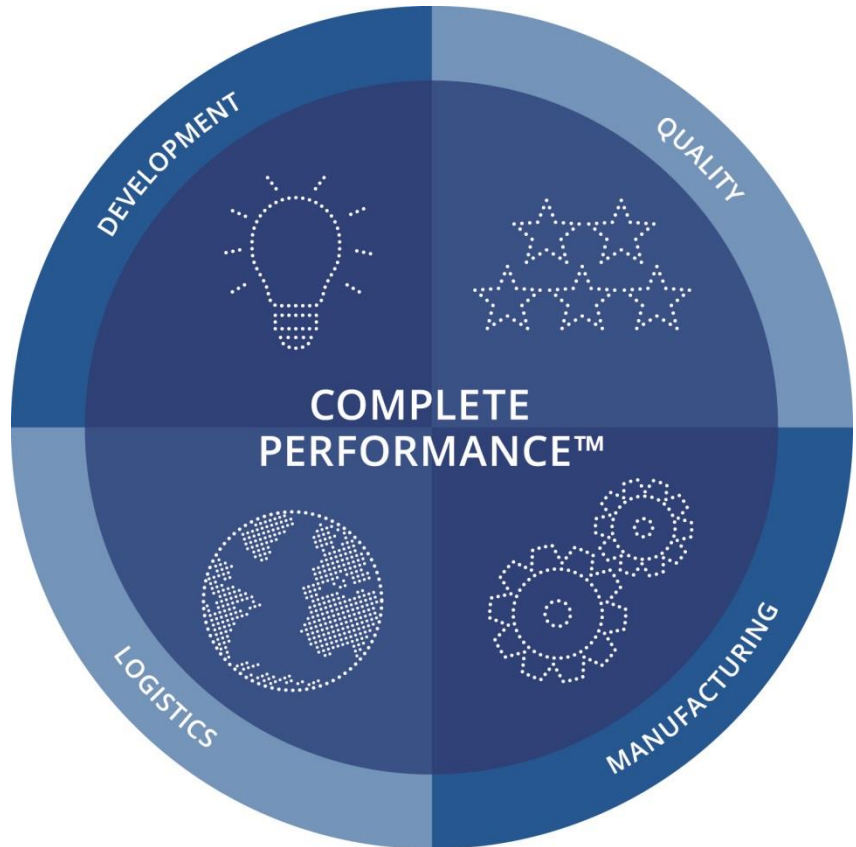 DEVELOPMENT
QUALITY
COMPLETE
PERFORMANCE™
LOGISTICS
MANUFACTURING